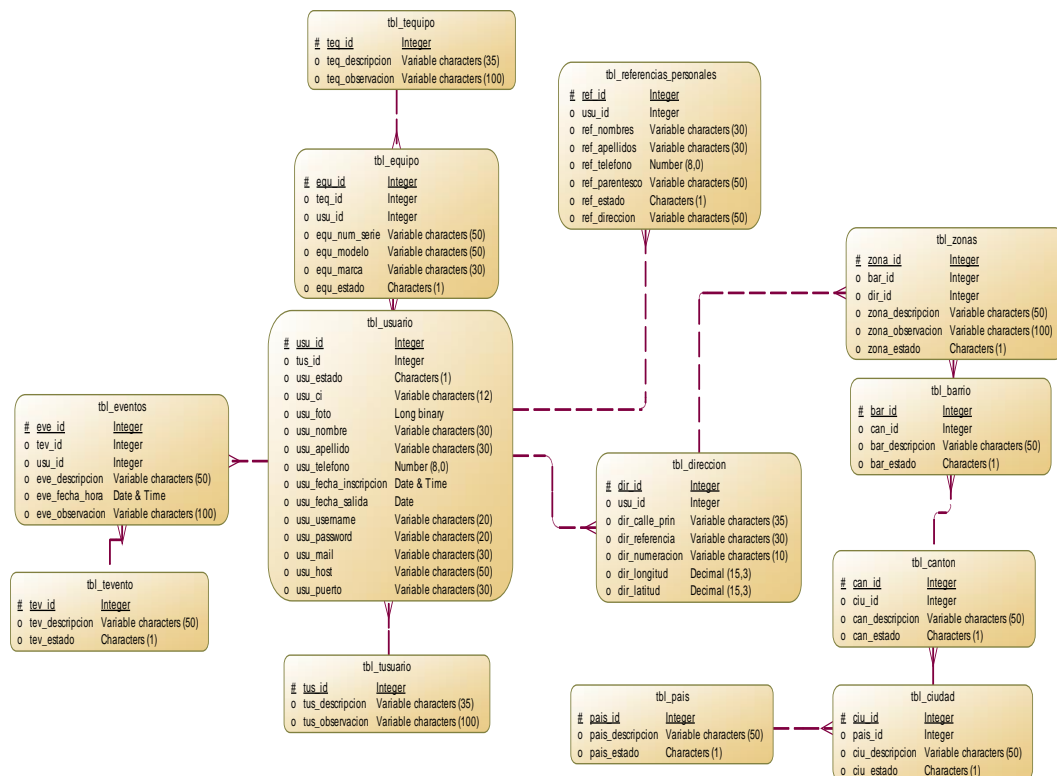 tbl_tequipo
# teq_id Integer
o teq_descripcion Variable characters (35)
o teq_observacion Variable characters (100)
tbl_referencias_personales
# ref_id Integer
o usu_id Integer
o ref_nombres Variable characters (30)
o ref_apellidos Variable characters (30)
o ref_telefono Number (8,0)
o ref_parentesco Variable characters (50)
o ref_estado Characters (1)
o ref_direccion Variable characters (50)
tbl_equipo
# equ_id Integer
o teq_id Integer
o usu_id Integer
o equ_num_serie Variable characters (50)
o equ_modelo Variable characters (50)
o equ_marca Variable characters (30)
o equ_estado Characters (1)
tbl_zonas
# zona_id Integer
o bar_id Integer
o dir_id Integer
o zona_descripcion Variable characters (50)
o zona_observacion Variable characters (100)
o zona_estado Characters (1)
tbl_usuario
# usu_id Integer
o tus_id Integer
o usu_estado Characters (1)
o usu_ci Variable characters (12)
o usu_foto Long binary
o usu_nombre Variable characters (30)
o usu_apellido Variable characters (30)
o usu_telefono Number (8,0)
o usu_fecha_inscripcion Date & Time
o usu_fecha_salida Date
o usu_username Variable characters (20)
o usu_password Variable characters (20)
o usu_mail Variable characters (30)
o usu_host Variable characters (50)
o usu_puerto Variable characters (30)
tbl_barrio
# bar_id Integer
o can_id Integer
o bar_descripcion Variable characters (50)
o bar_estado Characters (1)
tbl_eventos
# eve_id Integer
o tev_id Integer
o usu_id Integer
o eve_descripcion Variable characters (50)
o eve_fecha_hora Date & Time
o eve_observacion Variable characters (100)
tbl_direccion
# dir_id Integer
o usu_id Integer
o dir_calle_prin Variable characters (35)
o dir_referencia Variable characters (30)
o dir_numeracion Variable characters (10)
o dir_longitud Decimal (15,3)
o dir_latitud Decimal (15,3)
tbl_tevento
# tev_id Integer
o tev_descripcion Variable characters (50)
o tev_estado Characters (1)
tbl_canton
# can_id Integer
o ciu_id Integer
o can_descripcion Variable characters (50)
o can_estado Characters (1)
tbl_tusuario
# tus_id Integer
o tus_descripcion Variable characters (35)
o tus_observacion Variable characters (100)
tbl_pais
# pais_id Integer
o pais_descripcion Variable characters (50)
o pais_estado Characters (1)
tbl_ciudad
# ciu_id Integer
o pais_id Integer
o ciu_descripcion Variable characters (50)
o ciu_estado Characters (1)